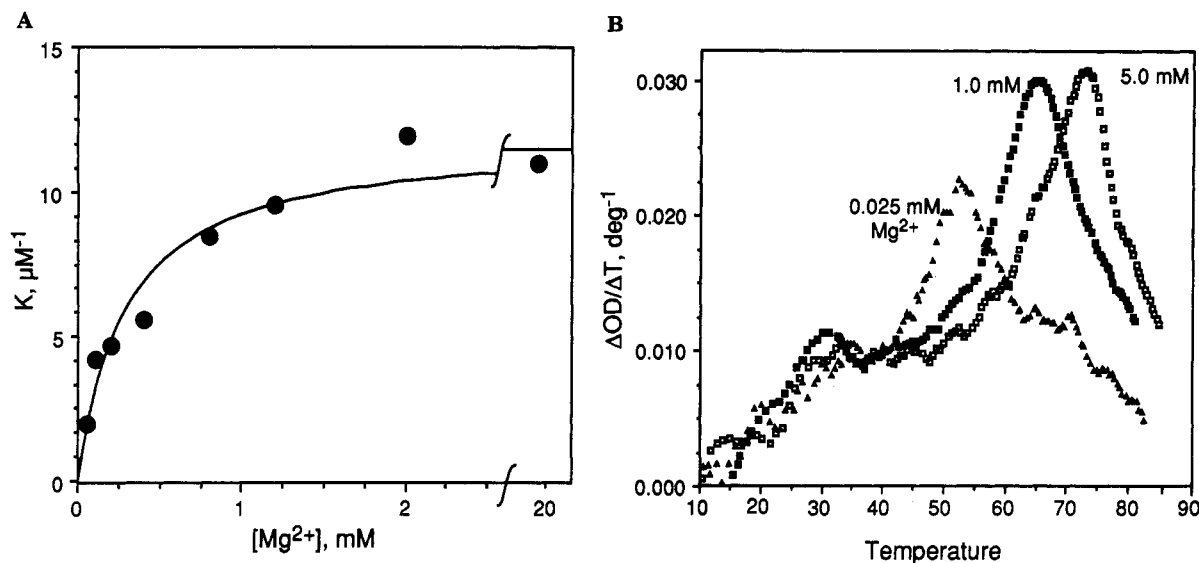 A
15
10
5
0
K, µM⁻¹
0
1
2
20
[Mg²⁺], mM
B
0.030
0.020
0.010
0.000
ΔOD/ΔT, deg⁻¹
1.0 mM
5.0 mM
0.025 mM
Mg²⁺
10
20
30
40
50
60
70
80
90
Temperature